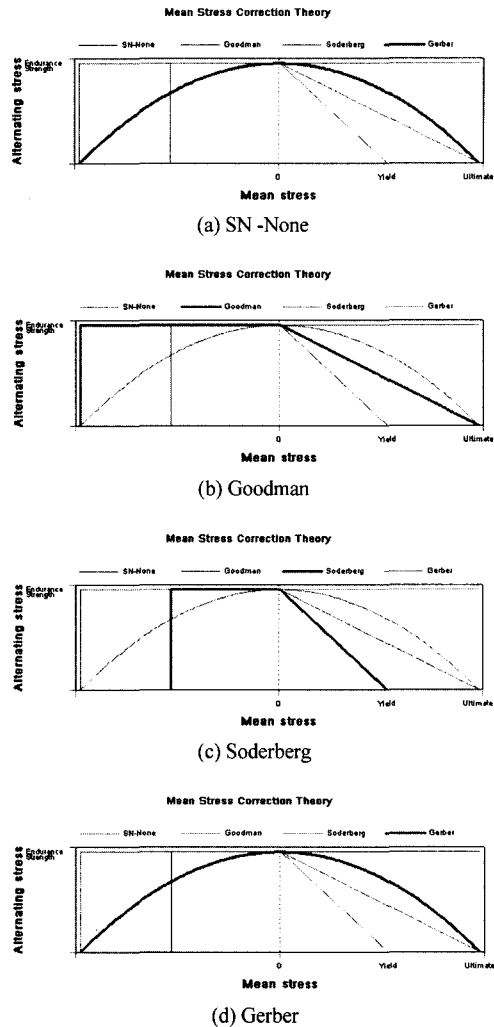 Mean Stress Correction Theory
SN-None Goodman Soderberg Gerber
Alternating stress
Endurance
Strength
0 Yield Ultimate
Mean stress
(a) SN -None
Mean Stress Correction Theory
SN-None Goodman Soderberg Gerber
Alternating stress
Endurance
Strength
0 Yield Ultimate
Mean stress
(b) Goodman
Mean Stress Correction Theory
SN-None Goodman Soderberg Gerber
Alternating stress
Endurance
Strength
0 Yield Ultimate
Mean stress
(c) Soderberg
Mean Stress Correction Theory
SN-None Goodman Soderberg Gerber
Alternating stress
Endurance
Strength
0 Yield Ultimate
Mean stress
(d) Gerber